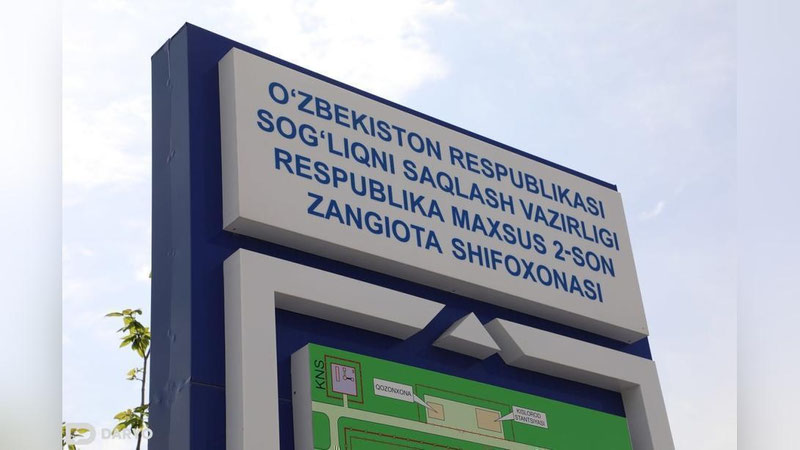 O‘ZBEKISTON RESPUBLIKASI
SOG‘LIQNI SAQLASH VAZIRLIGI
RESPUBLIKA MAXSUS 2-SON
ZANGIOTA SHIFOXONASI
KNS
QOZONXONA
KISLOROD
STANTSIYASI
DARYO